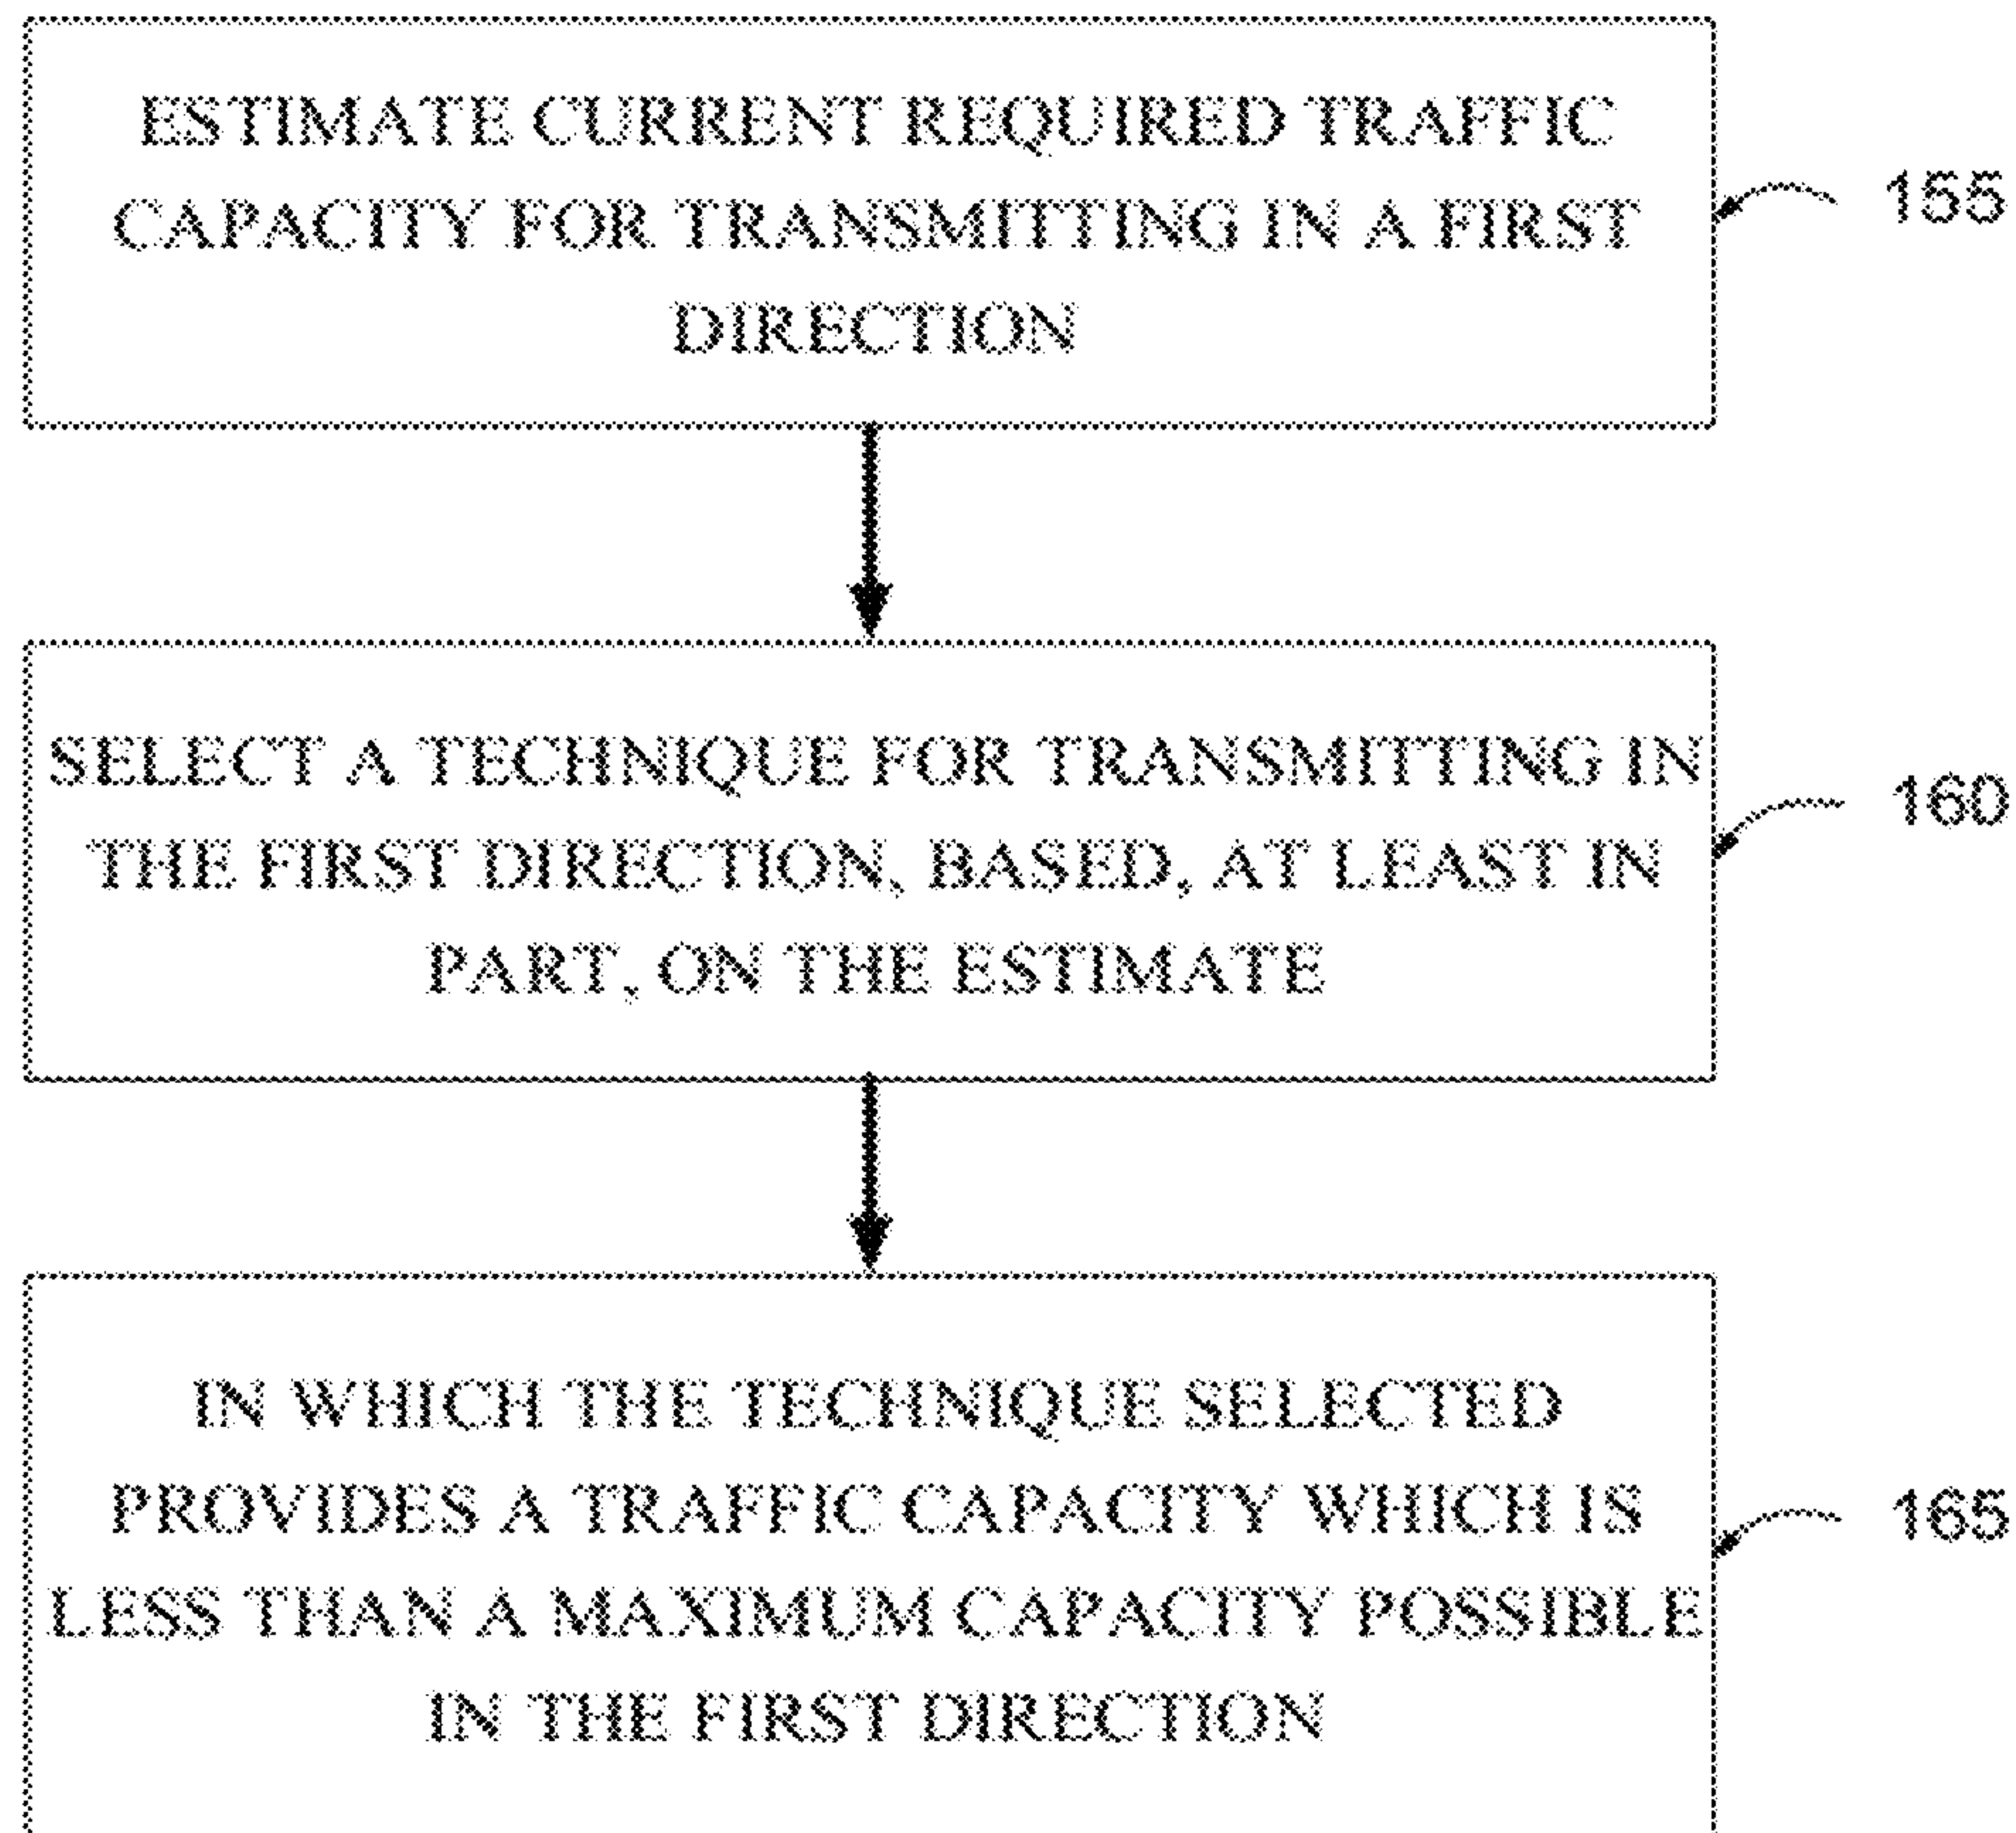 ESTIMATE CURRENT REQUIRED TRAFFIC
CAPACITY FOR TRANSMITTING IN A FIRST
DIRECTION
155
SELECT A TECHNIQUE FOR TRANSMITTING IN
THE FIRST DIRECTION, BASED, AT LEAST IN
PART, ON THE ESTIMATE
160
IN WHICH THE TECHNIQUE SELECTED
PROVIDES A TRAFFIC CAPACITY WHICH IS
LESS THAN A MAXIMUM CAPACITY POSSIBLE
IN THE FIRST DIRECTION
165